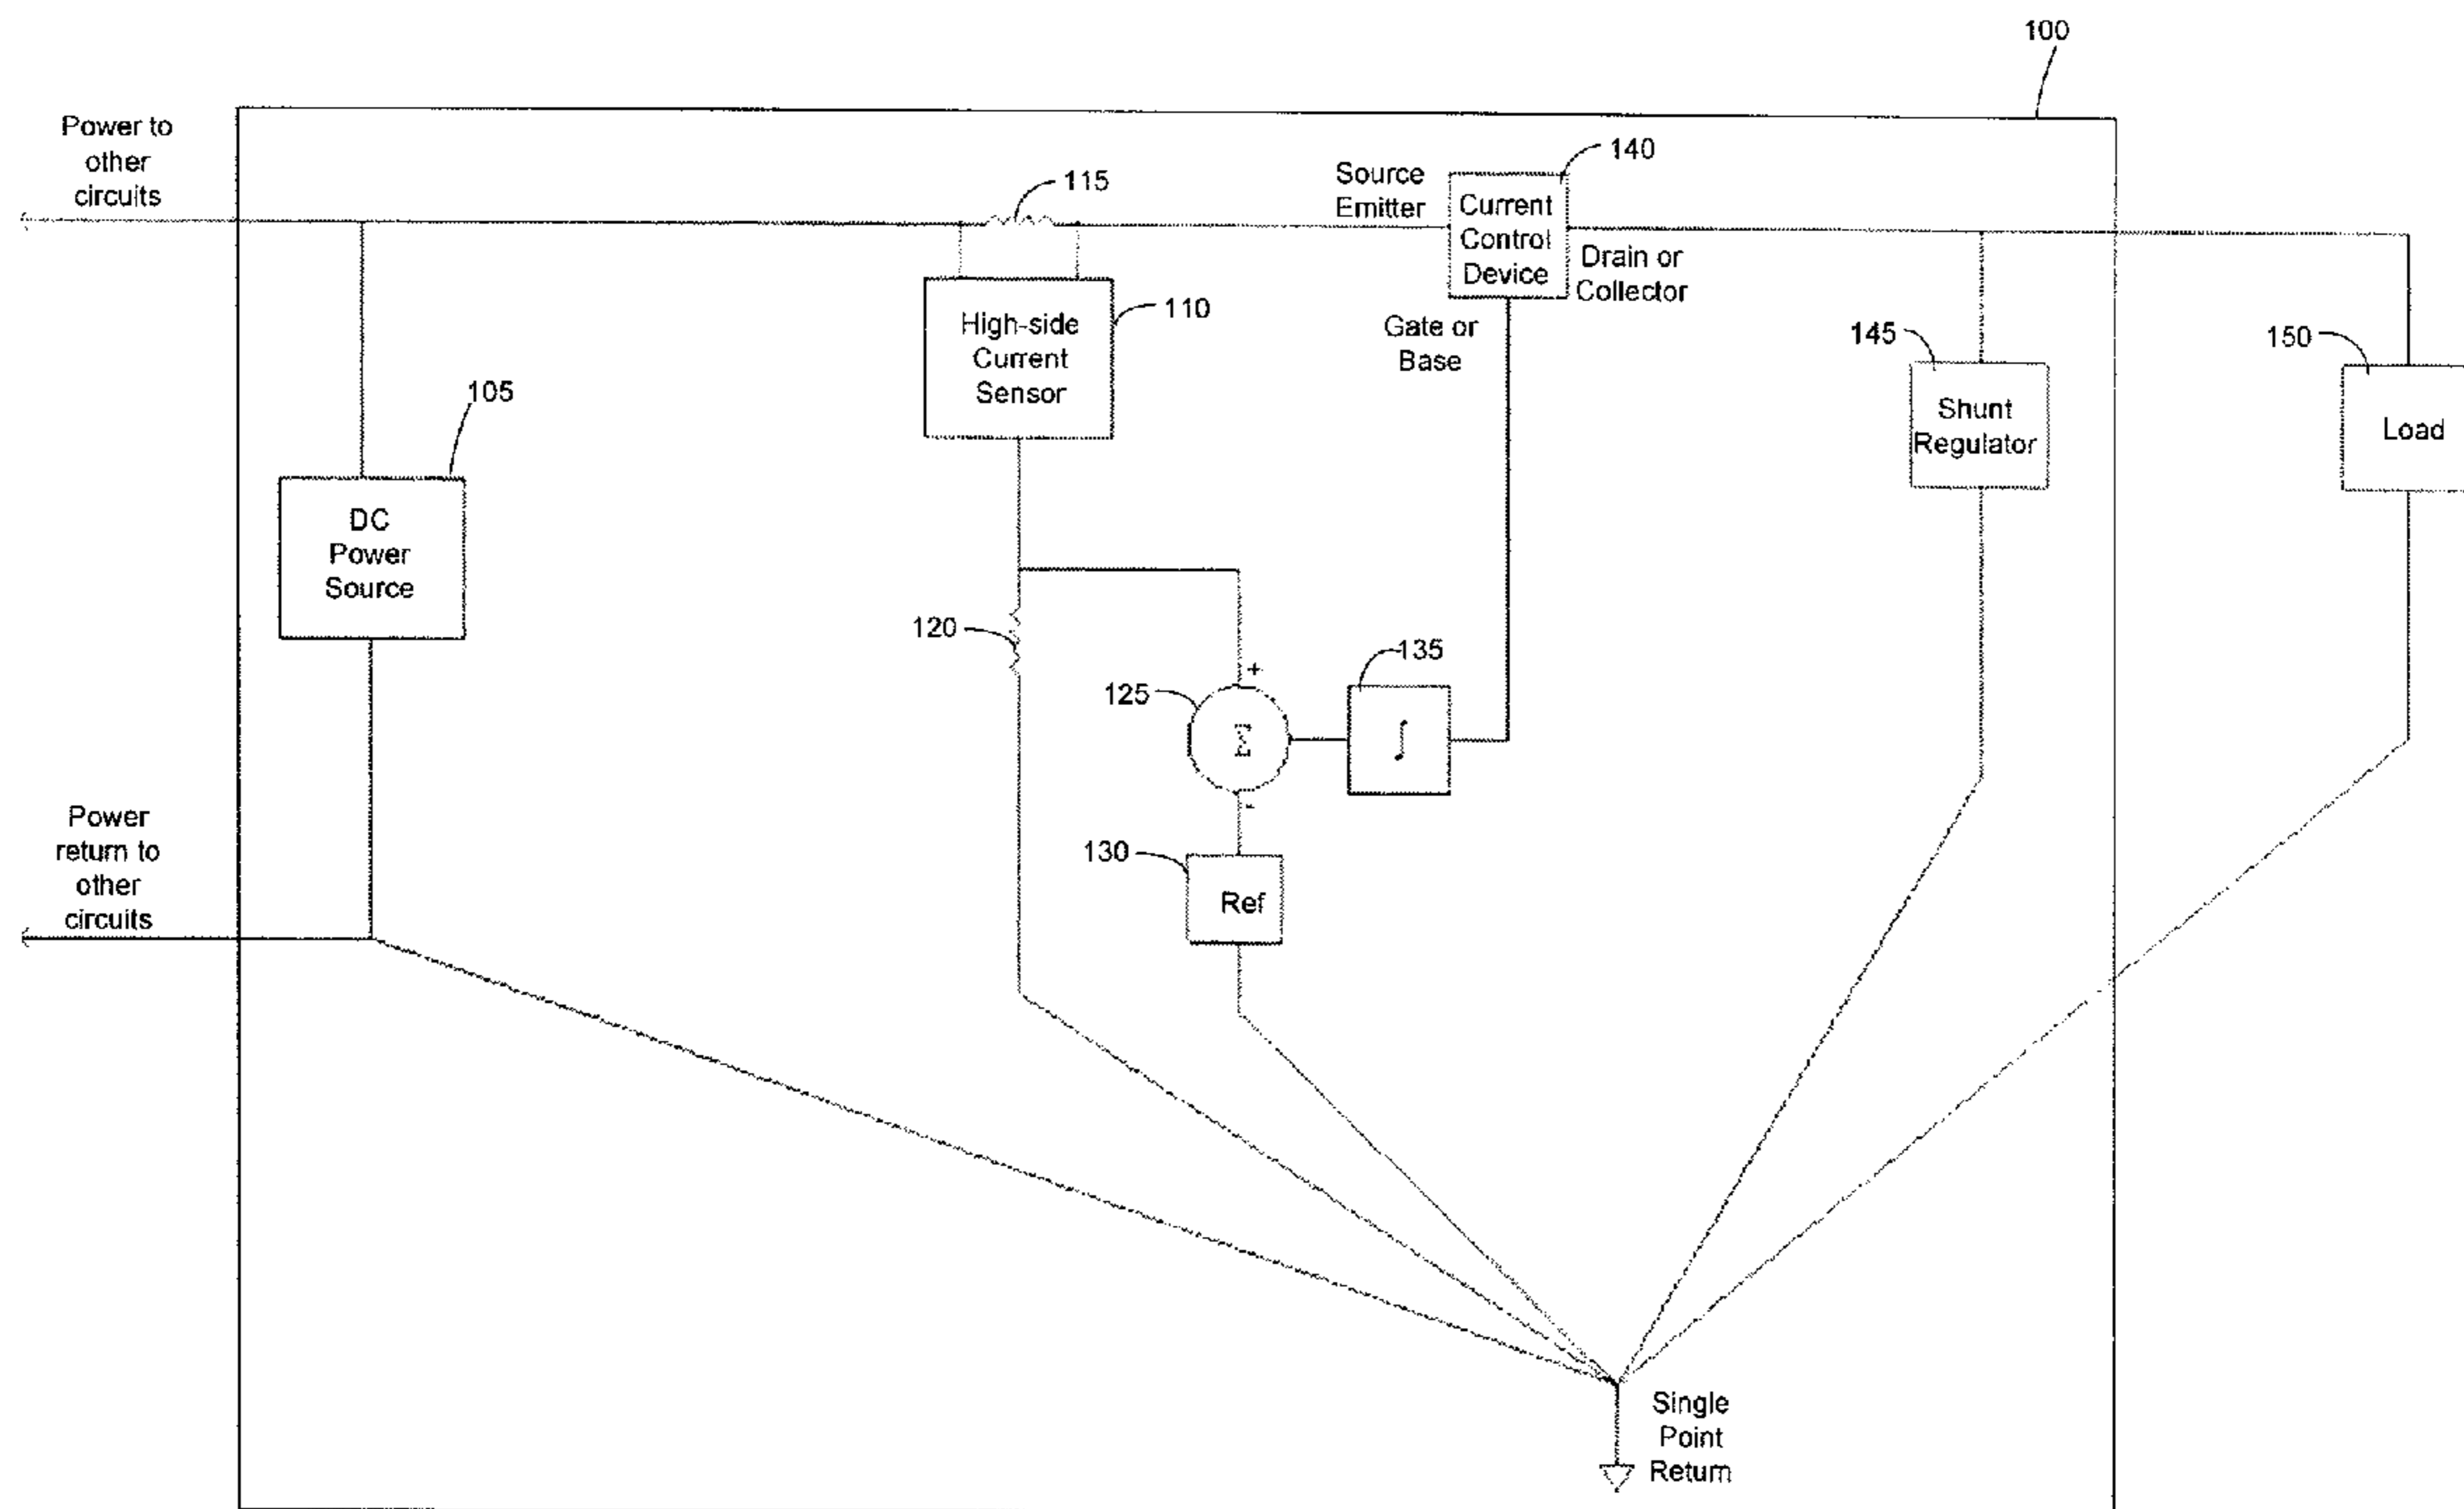 100
Power to
other
circuits
115
Source
Emitter
140
Current
Control
Device
Drain or
Collector
High-side
Current
Sensor
110
Gate or
Base
145
Shunt
Regulator
150
Load
105
DC
Power
Source
120
+
135
125
Σ
∫
-
130
Ref
Power
return to
other
circuits
Single
Point
Return